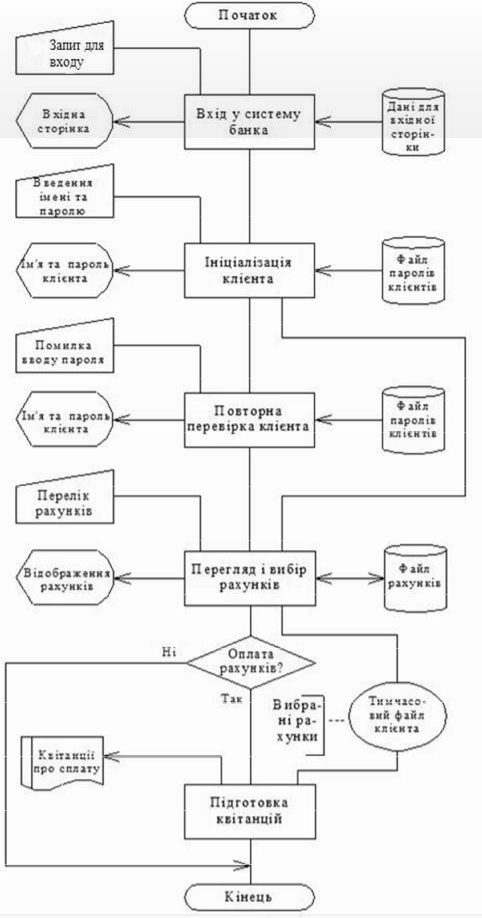 Початок
Запит для
входу
Вхідна
сторінка
Вхід у систему
банка
Дані для
вхідної
сторін-
ки
Введення
імені та
паролю
Ім'я та пароль
клієнта
Ініціалізація
клієнта
Файл
паролів
клієнтів
Помилка
вводу пароля
Ім'я та пароль
клієнта
Повторна
перевірка клієнта
Файл
паролів
клієнтів
Перелік
рахунків
Відображення
рахунків
Перегляд і вибір
рахунків
Файл
рахунків
Ні
Оплата
рахунків?
Так
Вибра-
ні ра-
хунки
Тимчасо-
вий файл
клієнта
Квітанції
про сплату
Підготовка
квітанцій
Кінець